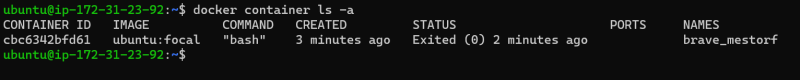 ubuntu@ip-172-31-23-92:~$ docker container ls -a
CONTAINER ID   IMAGE          COMMAND   CREATED         STATUS                     PORTS     NAMES
cbc6342bfd61   ubuntu:focal   "bash"    3 minutes ago   Exited (0) 2 minutes ago             brave_mestorf
ubuntu@ip-172-31-23-92:~$